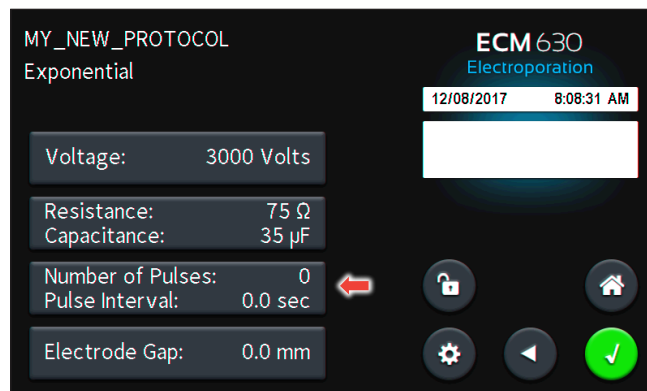 MY_NEW_PROTOCOL
Exponential
ECM 630
Electroporation
12/08/2017 8:08:31 AM
Voltage: 3000 Volts
Resistance: 75 Ω
Capacitance: 35 µF
Number of Pulses: 0
Pulse Interval: 0.0 sec
Electrode Gap: 0.0 mm